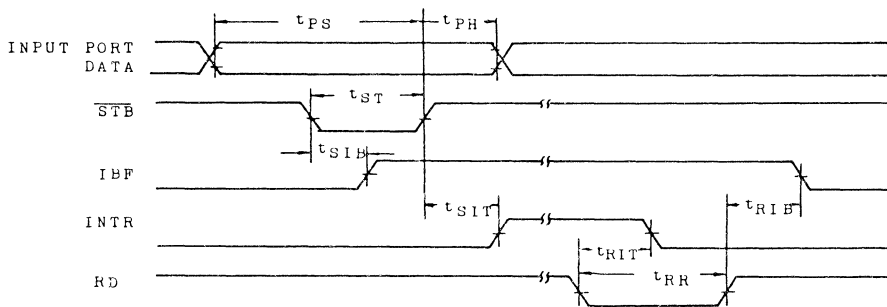 tPS
tPH
INPUT PORT
DATA
tST
STB
tSIB
IBF
tSIT
tRIB
INTR
tRIT
tRR
RD